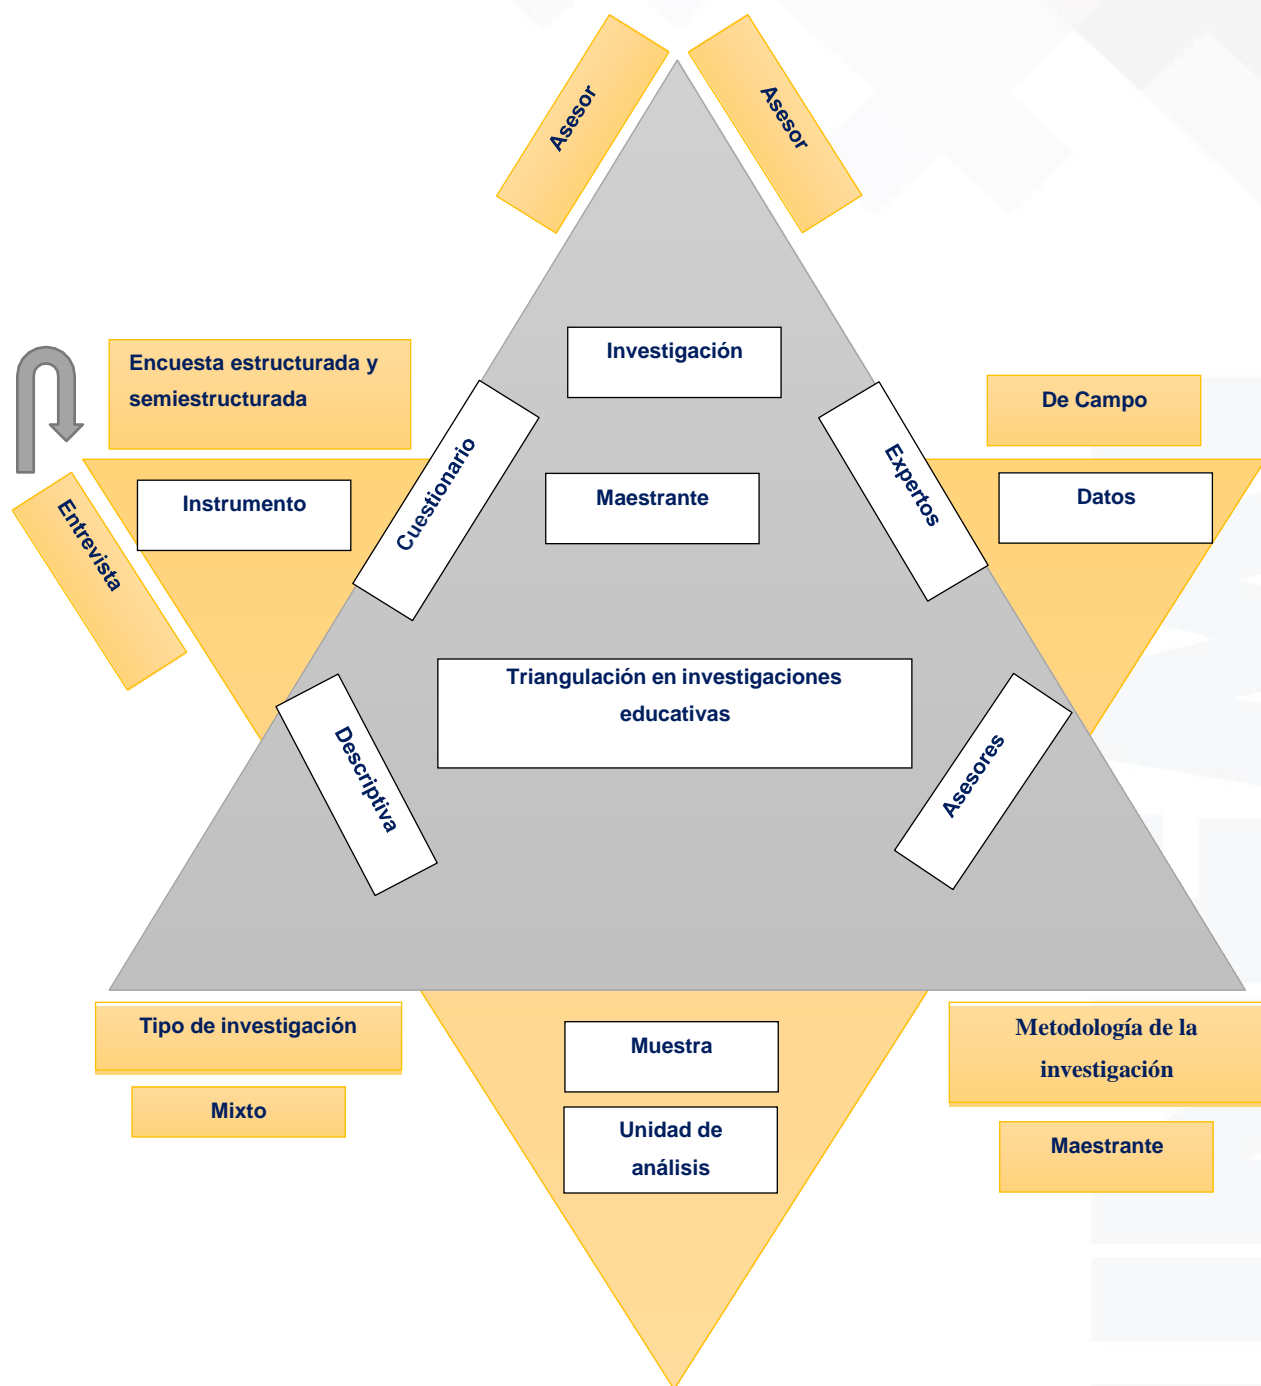 Asesor
Asesor
Investigación
Encuesta estructurada y
semiestructurada
De Campo
Cuestionario
Expertos
Instrumento
Maestrante
Datos
Entrevista
Triangulación en investigaciones
educativas
Descriptiva
Asesores
Tipo de investigación
Muestra
Metodología de la
investigación
Mixto
Unidad de
análisis
Maestrante